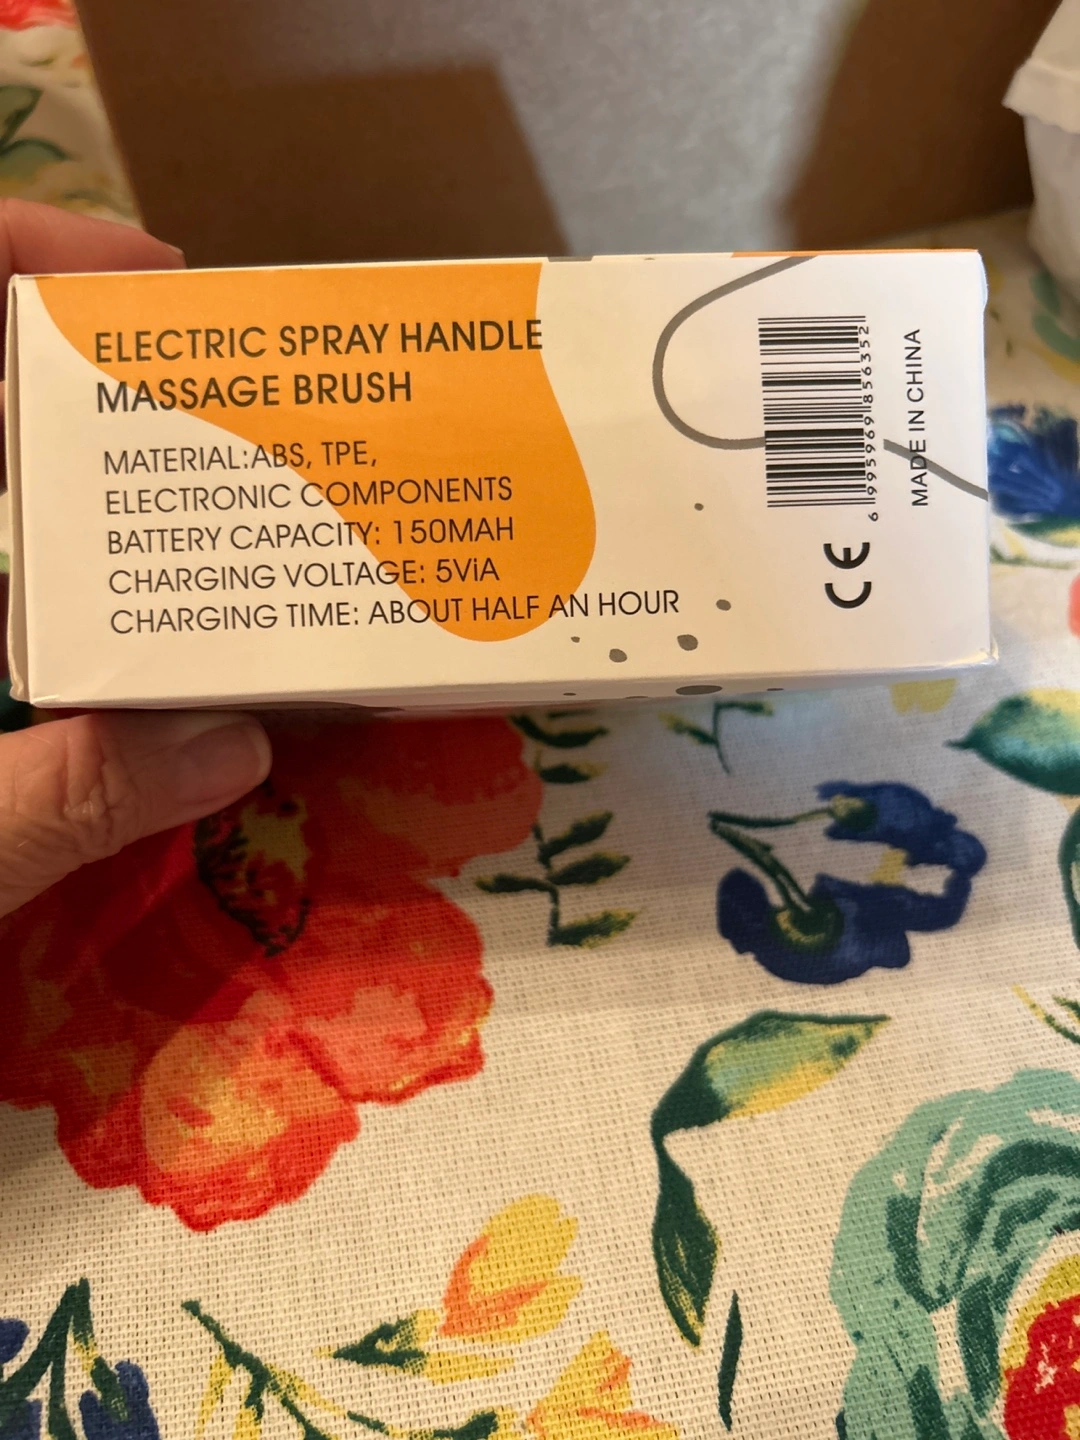 ELECTRIC SPRAY HANDLE
MASSAGE BRUSH
MATERIAL:ABS, TPE,
ELECTRONIC COMPONENTS
BATTERY CAPACITY: 150MAH
CHARGING VOLTAGE: 5ViA
CHARGING TIME: ABOUT HALF AN HOUR
6 995969 856352
MADE IN CHINA
CE